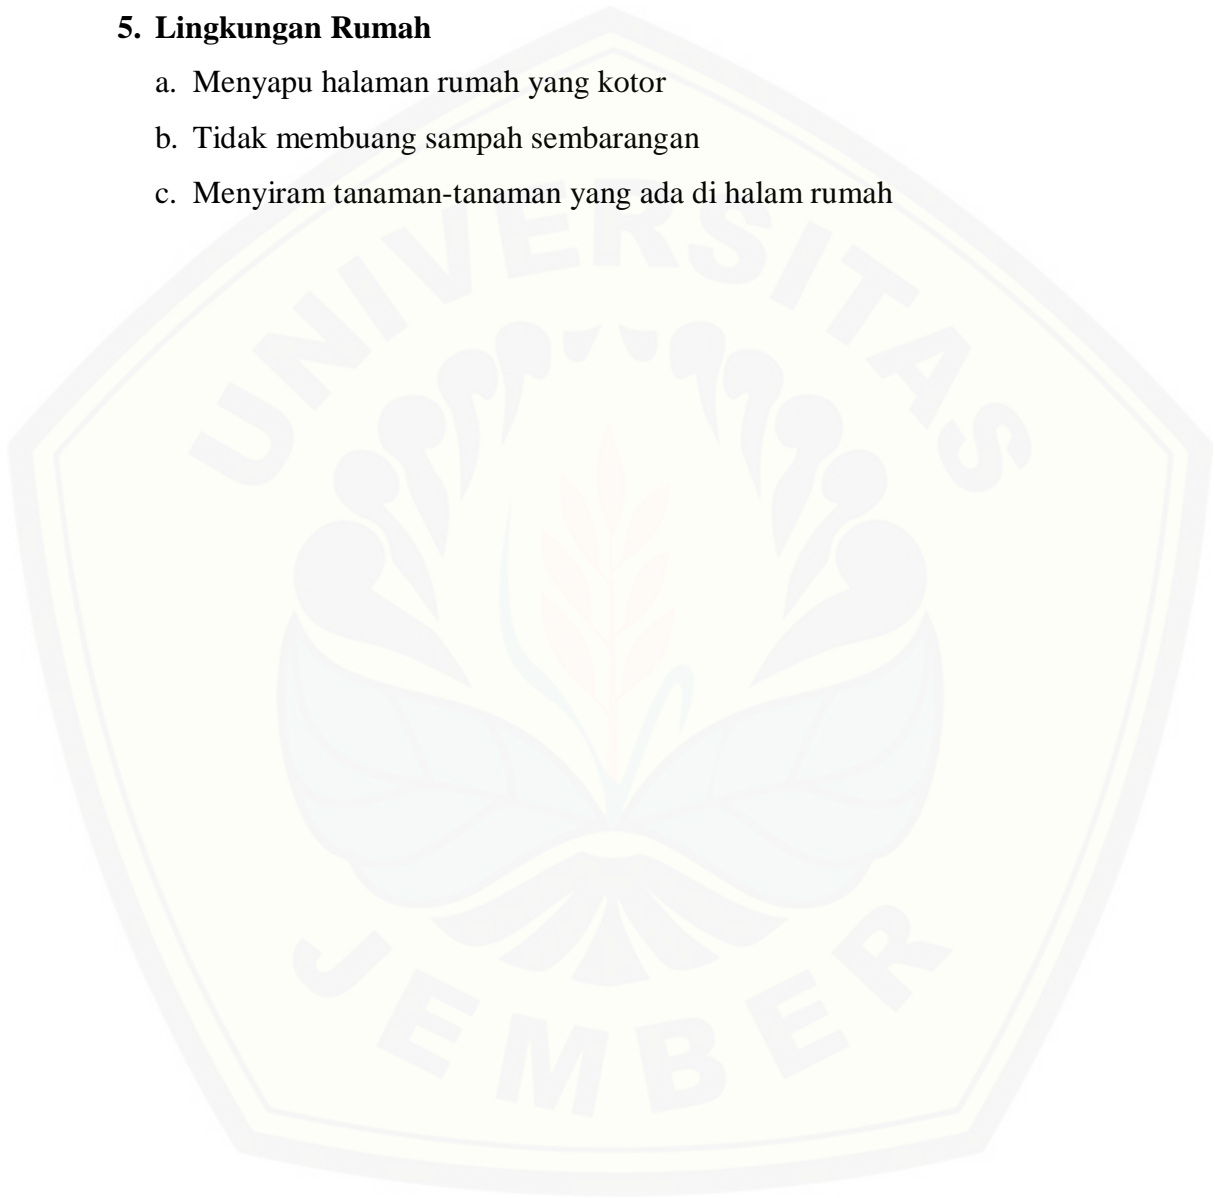 5. Lingkungan Rumah
a. Menyapu halaman rumah yang kotor
b. Tidak membuang sampah sembarangan
c. Menyiram tanaman-tanaman yang ada di halam rumah
UNIVERSITAS
JEMBER